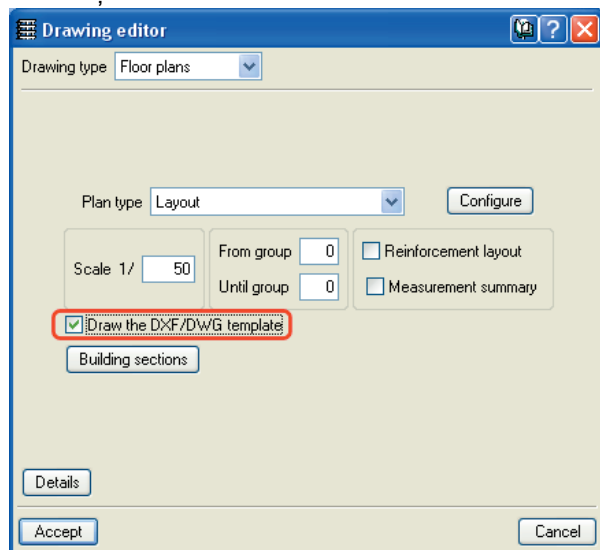 Drawing editor
Drawing type Floor plans
Plan type Layout Configure
Scale 1/ 50 From group 0 Reinforcement layout
Until group 0 Measurement summary
Draw the DXF/DWG template
Building sections
Details
Accept Cancel